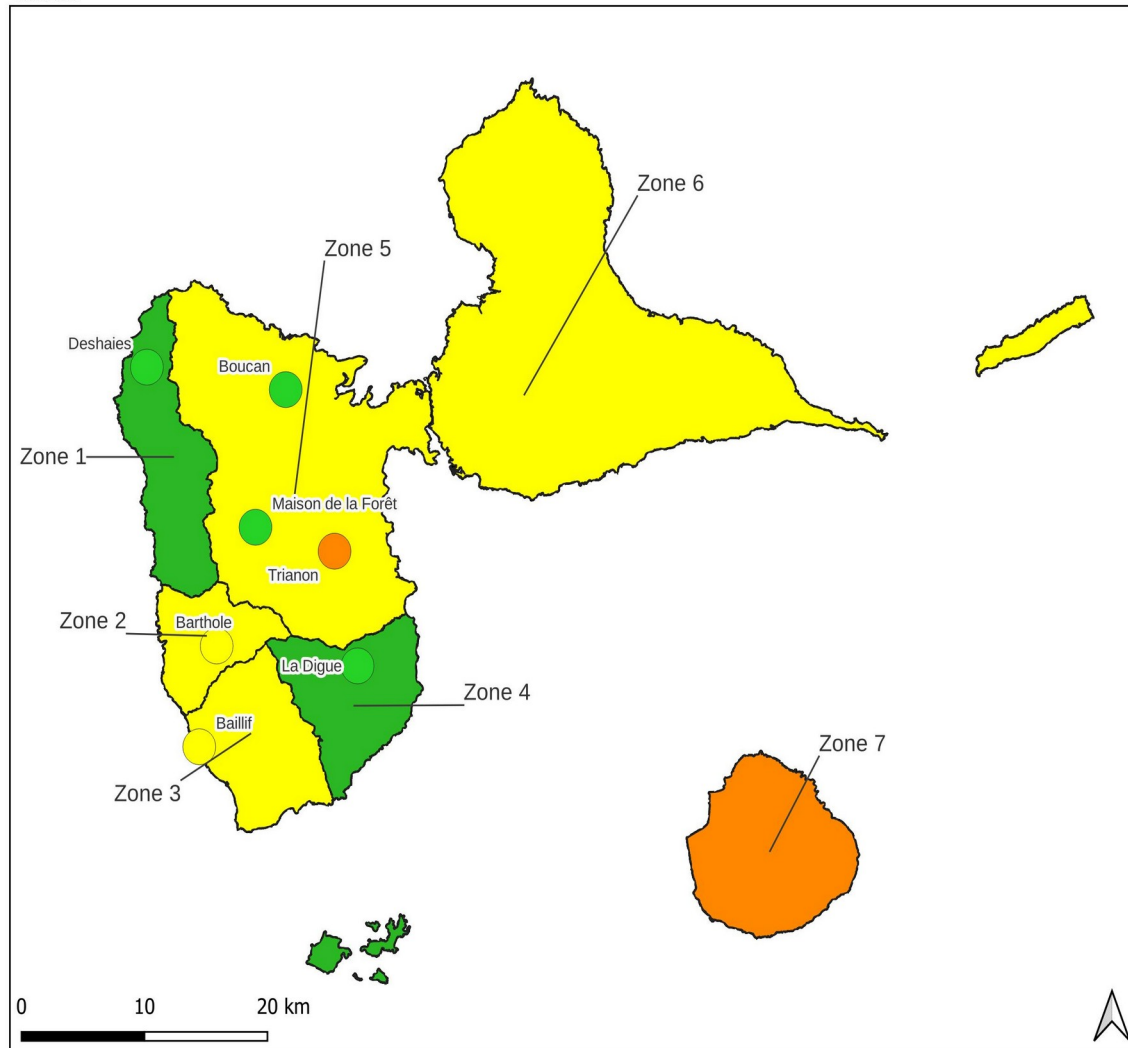 Zone 6
Zone 5
Deshaies
Boucan
Zone 1
Maison de la Forêt
Trianon
Zone 2
Barthole
La Digue
Zone 4
Baillif
Zone 3
Zone 7
0 10 20 km